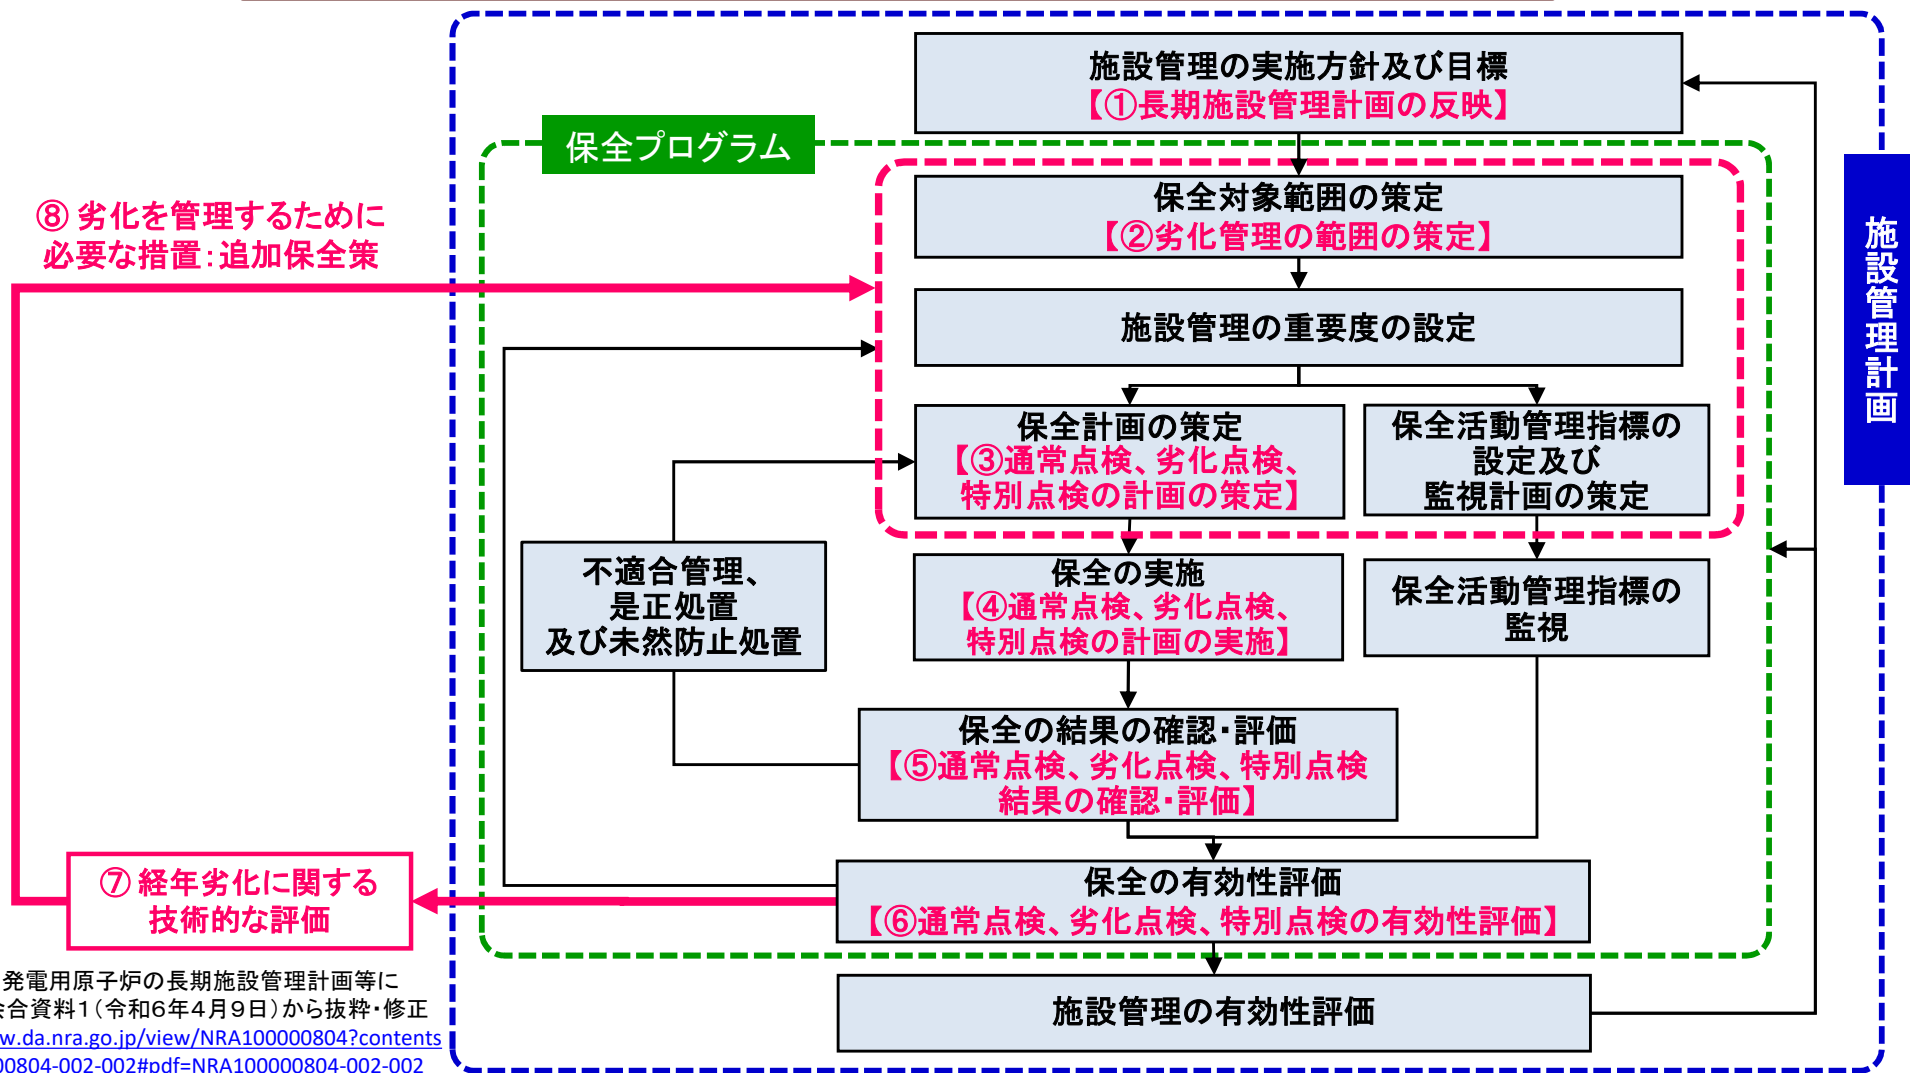 施設管理の実施方針及び目標
【①長期施設管理計画の反映】
保全プログラム
保全対象範囲の策定
【②劣化管理の範囲の策定】
⑧ 劣化を管理するために
必要な措置：追加保全策
施設管理計画
施設管理の重要度の設定
保全計画の策定
【③通常点検、劣化点検、
特別点検の計画の策定】
保全活動管理指標の
設定及び
監視計画の策定
不適合管理、
是正処置
及び未然防止処置
保全の実施
【④通常点検、劣化点検、
特別点検の計画の実施】
保全活動管理指標の
監視
保全の結果の確認・評価
【⑤通常点検、劣化点検、特別点検
結果の確認・評価】
⑦ 経年劣化に関する
技術的な評価
保全の有効性評価
【⑥通常点検、劣化点検、特別点検の有効性評価】
施設管理の有効性評価
発電用原子炉の長期施設管理計画等に
会合資料1（令和6年4月9日）から抜粋・修正
w.da.nra.go.jp/view/NRA100000804?contents
00804-002-002#pdf=NRA100000804-002-002